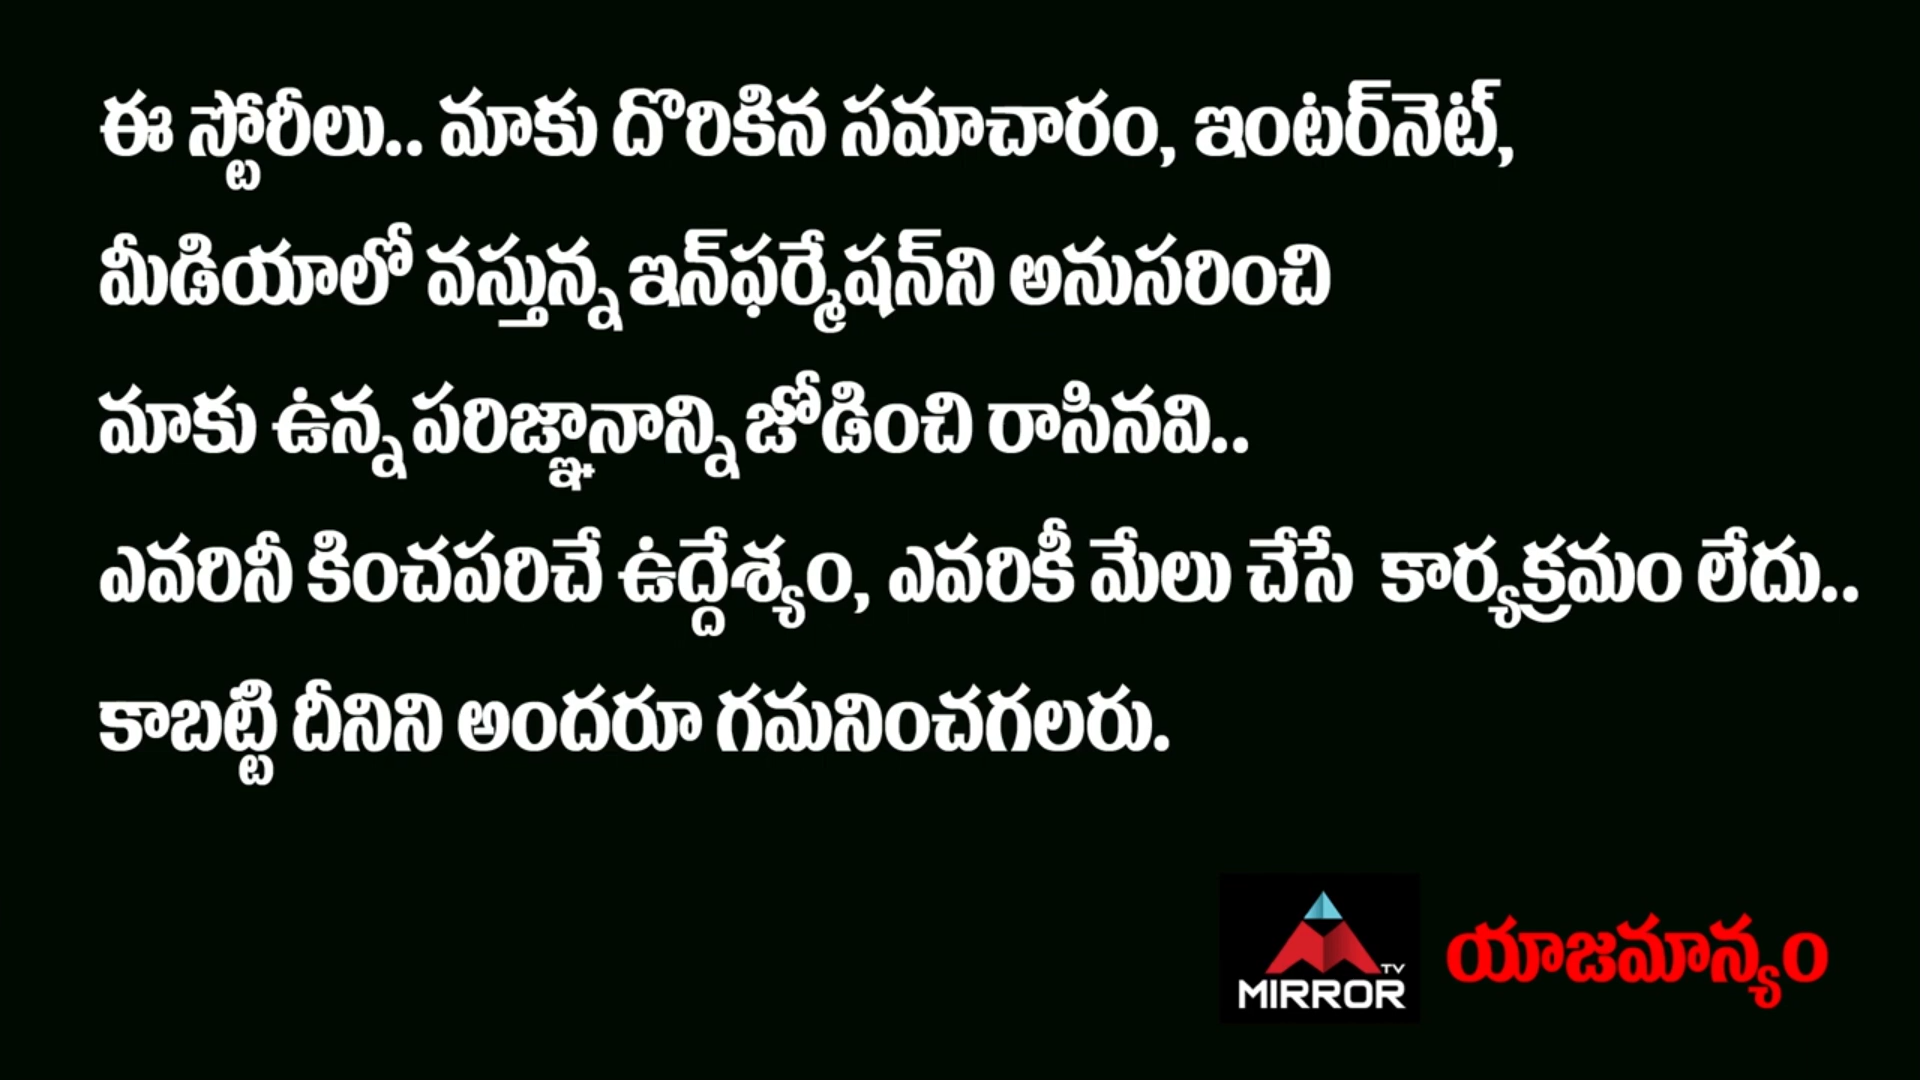 ఈ స్టోరీలు.. మాకు దొరికిన సమాచారం, ఇంటర్‌నెట్,
మీడియాలో వస్తున్న ఇన్‌ఫర్మేషన్‌ని అనుసరించి
మాకు ఉన్న పరిజ్ఞానాన్ని జోడించి రాసినవి..
ఎవరినీ కించపరిచే ఉద్దేశ్యం, ఎవరికీ మేలు చేసే కార్యక్రమం లేదు..
కాబట్టి దీనిని అందరూ గమనించగలరు.
TV
MIRROR
యాజమాన్యం